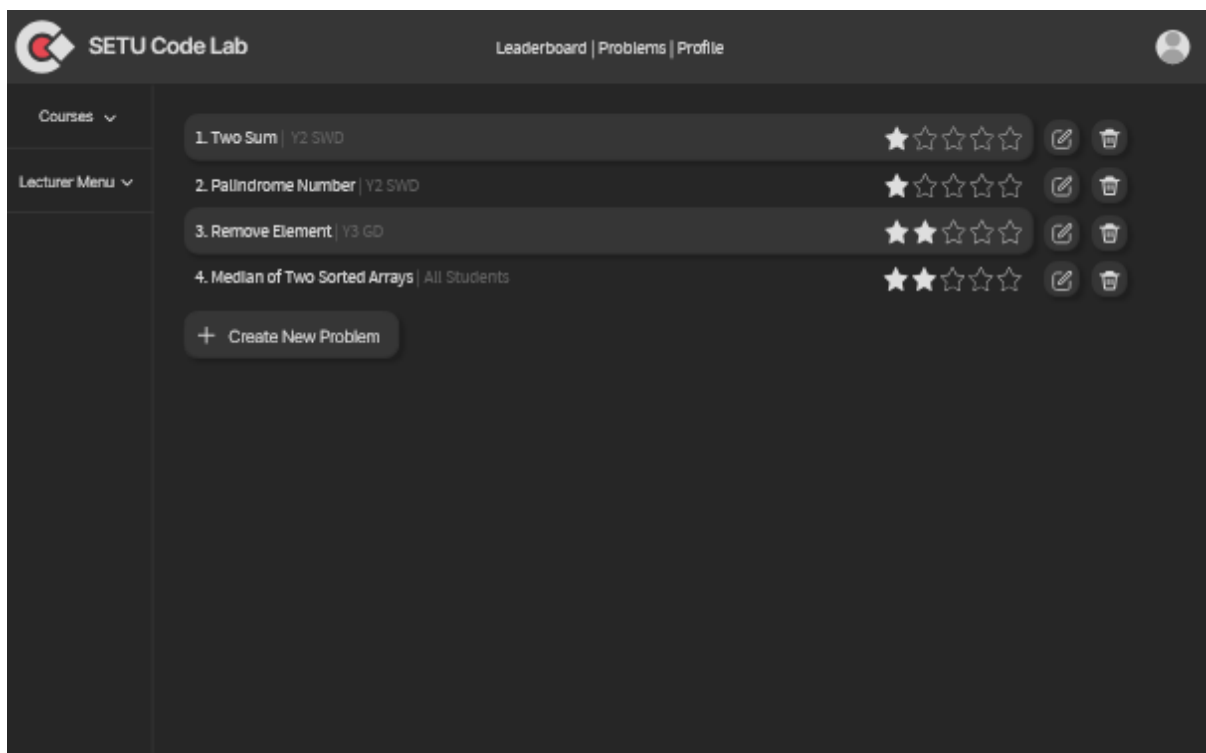 SETU Code Lab
Leaderboard | Problems | Profile
Courses
Lecturer Menu
1. Two Sum | Y2 SWD
2. Palindrome Number | Y2 SWD
3. Remove Element | Y3 GD
4. Median of Two Sorted Arrays | All Students
+ Create New Problem